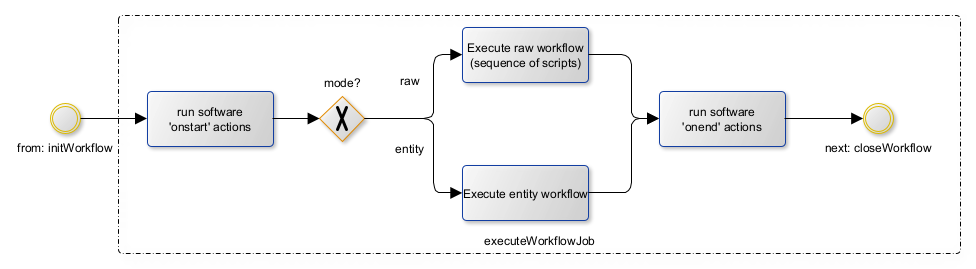 from: initWorkflow
run software
'onstart' actions
mode?
X
raw
entity
Execute raw workflow
(sequence of scripts)
Execute entity workflow
run software
'onend' actions
next: closeWorkflow
executeWorkflowJob